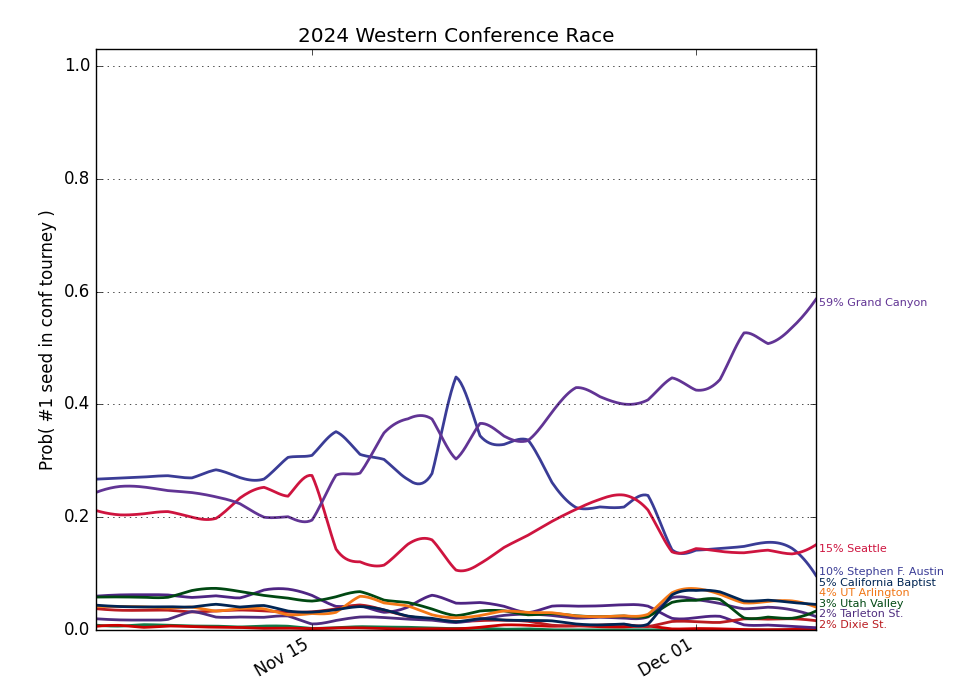 2024 Western Conference Race
Prob( #1 seed in conf tourney )
1.0
0.8
0.6
0.4
0.2
0.0
Nov 15
Dec 01
59% Grand Canyon
15% Seattle
10% Stephen F. Austin
5% California Baptist
4% UT Arlington
3% Utah Valley
2% Tarleton St.
2% Dixie St.